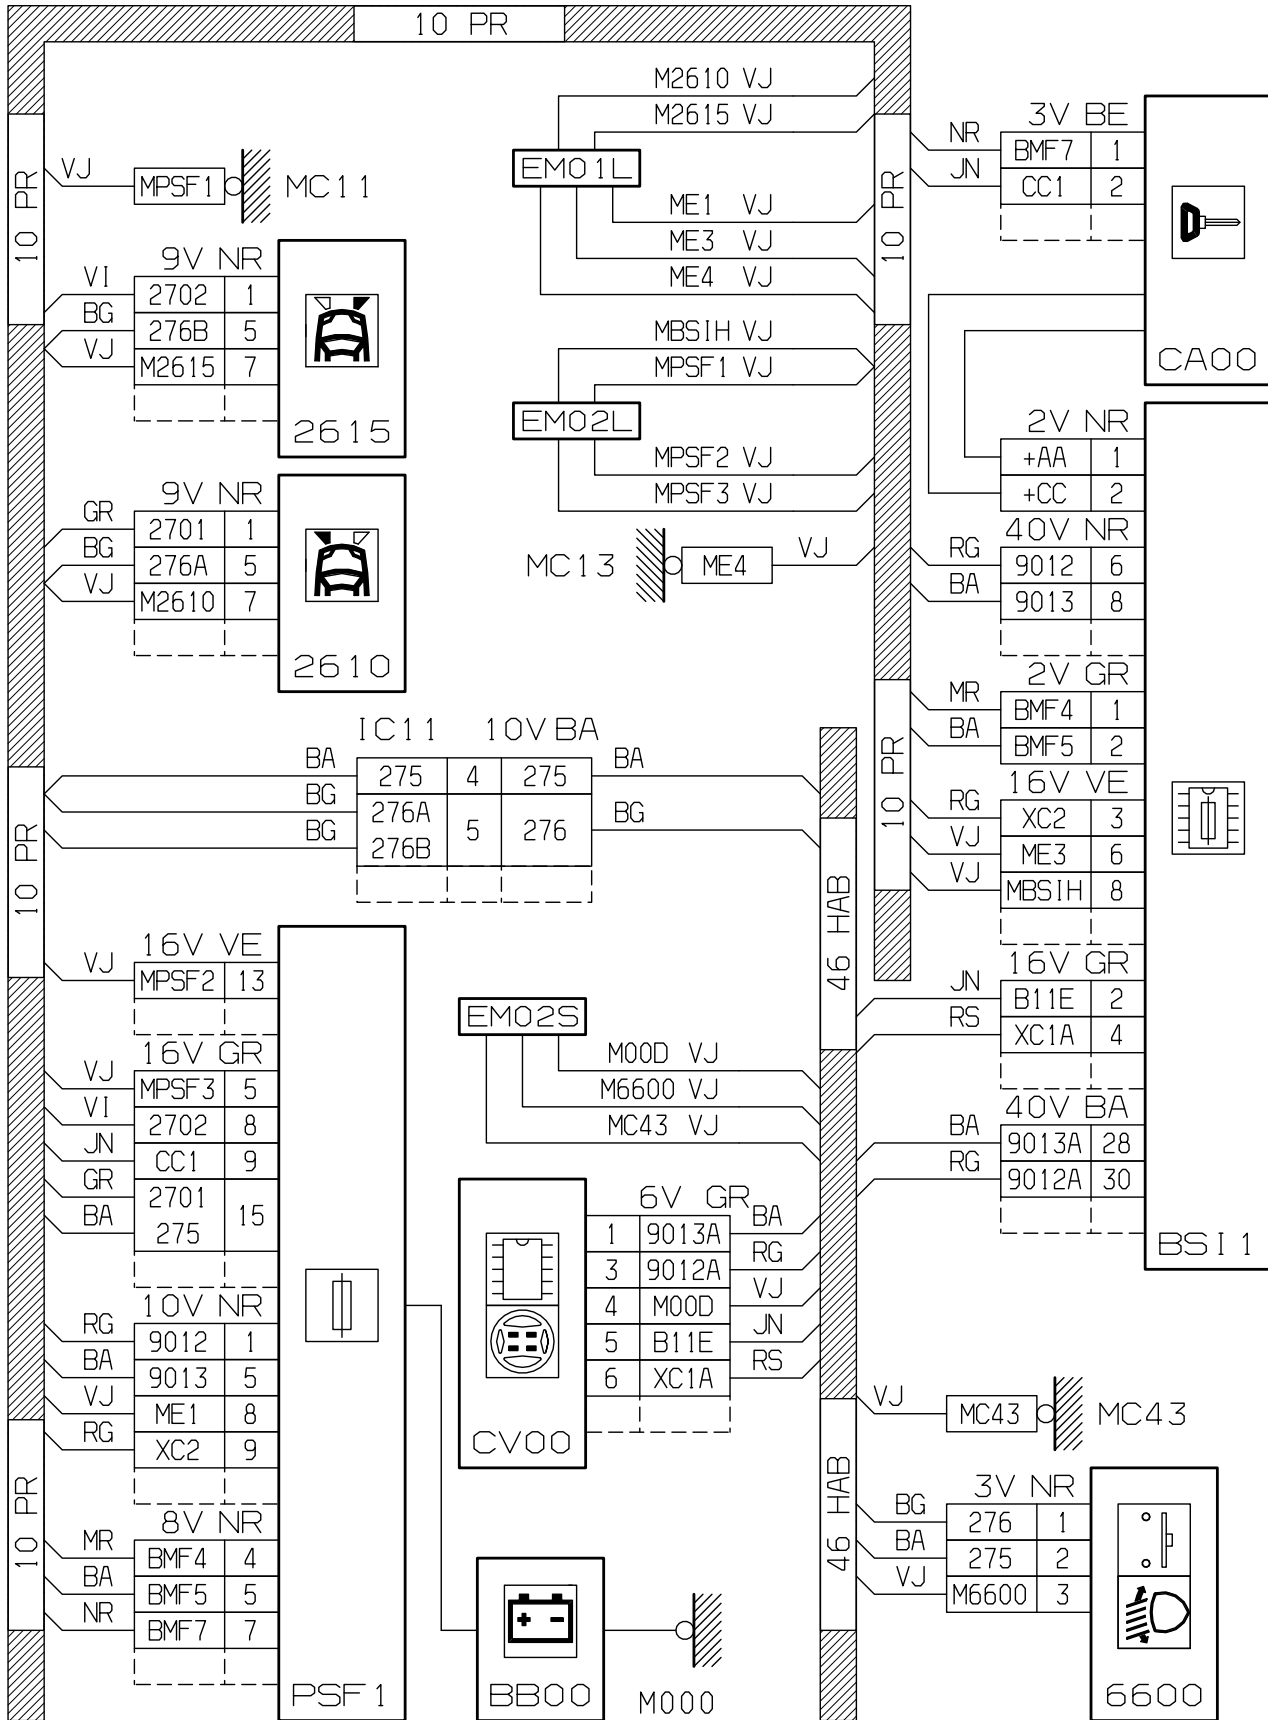 10 PR
M2610 VJ
M2615 VJ
EM01L
ME1 VJ
ME3 VJ
ME4 VJ
MBSIH VJ
MPSF1 VJ
EM02L
MPSF2 VJ
MPSF3 VJ
MC13
ME4
VJ
10 PR
VJ
MPSF1
MC11
9V NR
VI 2702 1
BG 276B 5
VJ M2615 7
2615
9V NR
GR 2701 1
BG 276A 5
VJ M2610 7
2610
10 PR
3V BE
NR BMF7 1
JN CC1 2
CA00
2V NR
+AA 1
+CC 2
40V NR
RG 9012 6
BA 9013 8
2V GR
MR BMF4 1
BA BMF5 2
16V VE
RG XC2 3
VJ ME3 6
VJ MBSIH 8
16V GR
JN B11E 2
RS XC1A 4
40V BA
BA 9013A 28
RG 9012A 30
BSI1
10 PR
IC11 10V BA
BA 275 4 275 BA
BG 276A 5 276 BG
BG 276B
10 PR
46 HAB
16V VE
VJ MPSF2 13
16V GR
VJ MPSF3 5
VI 2702 8
JN CC1 9
GR 2701 15
BA 275
10V NR
RG 9012 1
BA 9013 5
VJ ME1 8
RG XC2 9
8V NR
MR BMF4 4
BA BMF5 5
NR BMF7 7
PSF1
10 PR
EM02S
M00D VJ
M6600 VJ
MC43 VJ
6V GR
1 9013A BA
3 9012A RG
4 M00D VJ
5 B11E JN
6 XC1A RS
CV00
+ -
BB00
M000
46 HAB
VJ
MC43
MC43
3V NR
BG 276 1
BA 275 2
VJ M6600 3
6600